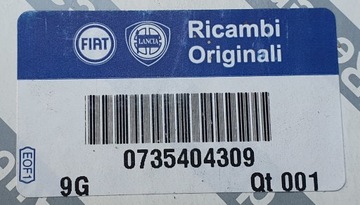 FIAT
LANCIA
Ricambi
Originali
0735404309
EOF1
9G
Qt 001